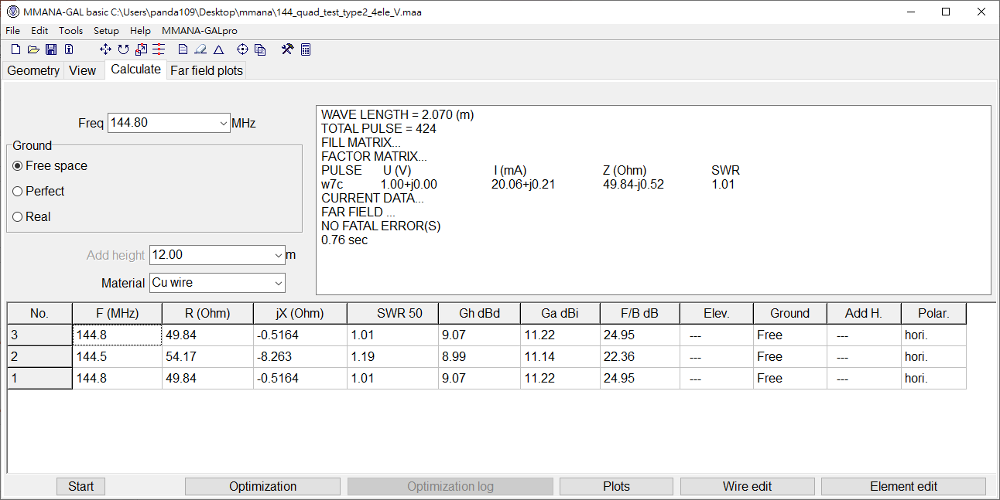 MMANA-GAL basic C:\Users\panda109\Desktop\mmana\144_quad_test_type2_4ele_V.maa
File Edit Tools Setup Help MMANA-GALpro
Geometry View Calculate Far field plots
Freq 144.80 MHz
Ground
Free space
Perfect
Real
Add height 12.00 m
Material Cu wire
WAVE LENGTH = 2.070 (m)
TOTAL PULSE = 424
FILL MATRIX...
FACTOR MATRIX...
PULSE U (V) I (mA) Z (Ohm) SWR
w7c 1.00+j0.00 20.06+j0.21 49.84-j0.52 1.01
CURRENT DATA...
FAR FIELD ...
NO FATAL ERROR(S)
0.76 sec
No. F (MHz) R (Ohm) jX (Ohm) SWR 50 Gh dBd Ga dBi F/B dB Elev. Ground Add H. Polar.
3 144.8 49.84 -0.5164 1.01 9.07 11.22 24.95 --- Free --- hori.
2 144.5 54.17 -8.263 1.19 8.99 11.14 22.36 --- Free --- hori.
1 144.8 49.84 -0.5164 1.01 9.07 11.22 24.95 --- Free --- hori.
Start Optimization Optimization log Plots Wire edit Element edit